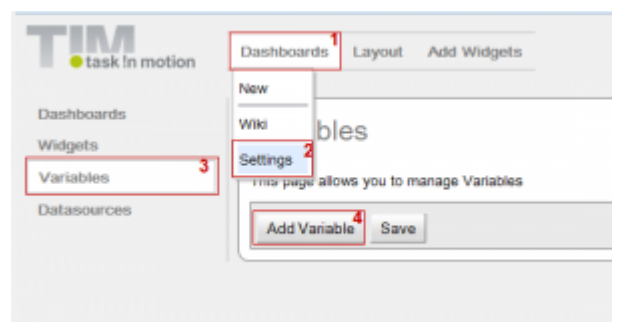 TIM
task !n motion
Dashboards 1 Layout Add Widgets
New
Wiki
Settings 2
Dashboards
Widgets
Variables 3
Datasources
bles
This page allows you to manage Variables
Add Variable 4 Save